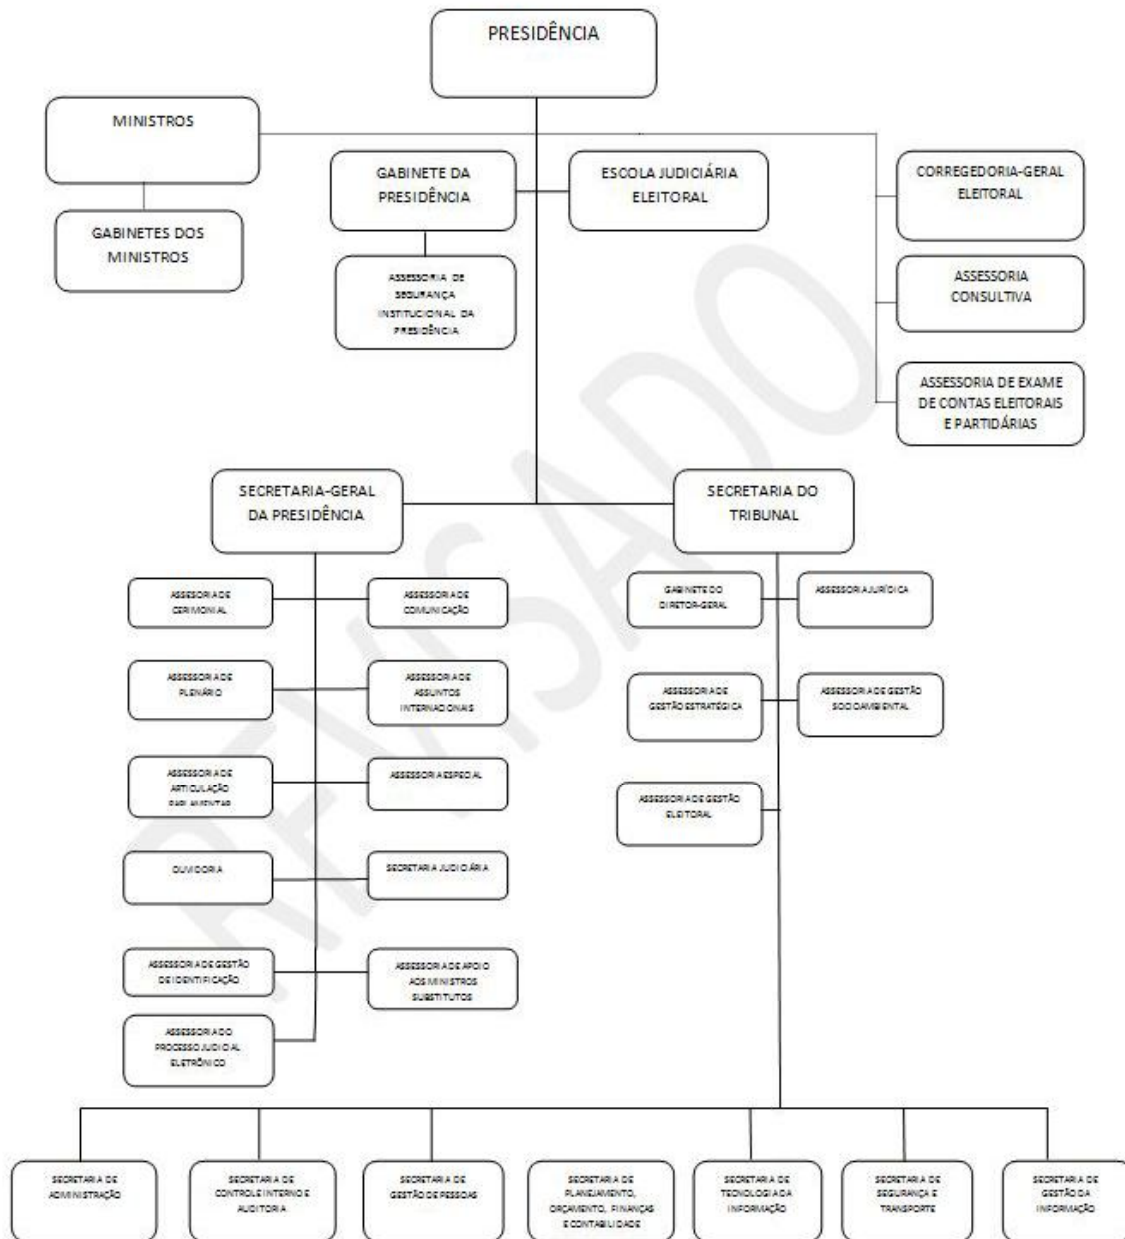 PRESIDÊNCIA
MINISTROS
GABINETES DOS
MINISTROS
GABINETE DA
PRESIDÊNCIA
ESCOLA JUDICIÁRIA
ELEITORAL
CORREGEDORIA-GERAL
ELEITORAL
ASSESSORIA DE
SEGURANÇA
INSTITUCIONAL DA
PRESIDÊNCIA
ASSESSORIA
CONSULTIVA
ASSESSORIA DE EXAME
DE CONTAS ELEITORAIS
E PARTIDÁRIAS
SECRETARIA-GERAL
DA PRESIDÊNCIA
SECRETARIA DO
TRIBUNAL
ASSESSORIA DE
CERIMONIAL
ASSESSORIA DE
COMUNICAÇÃO
ASSESSORIA DE
PLENÁRIO
ASSESSORIA DE
ASSUNTOS
INTERNACIONAIS
ASSESSORIA DE
ARTICULAÇÃO
PARLAMENTAR
ASSESSORIA ESPECIAL
OUVIDORIA
SECRETARIA JUDICIÁRIA
ASSESSORIA DE GESTÃO
DE IDENTIFICAÇÃO
ASSESSORIA DE APOIO
AOS MINISTROS
SUBSTITUTOS
ASSESSORIA DO
PROCESSO JUDICIAL
ELETRÔNICO
GABINETE DO
DIRETOR-GERAL
ASSESSORIA JURÍDICA
ASSESSORIA DE
GESTÃO ESTRATÉGICA
ASSESSORIA DE GESTÃO
SOCIOAMBIENTAL
ASSESSORIA DE GESTÃO
ELEITORAL
SECRETARIA DE
ADMINISTRAÇÃO
SECRETARIA DE
CONTROLE INTERNO E
AUDITORIA
SECRETARIA DE
GESTÃO DE PESSOAS
SECRETARIA DE
PLANEJAMENTO,
ORÇAMENTO, FINANÇAS
E CONTABILIDADE
SECRETARIA DE
TECNOLOGIA DA
INFORMAÇÃO
SECRETARIA DE
SEGURANÇA E
TRANSPORTE
SECRETARIA DE
GESTÃO DA
INFORMAÇÃO
REVISADO